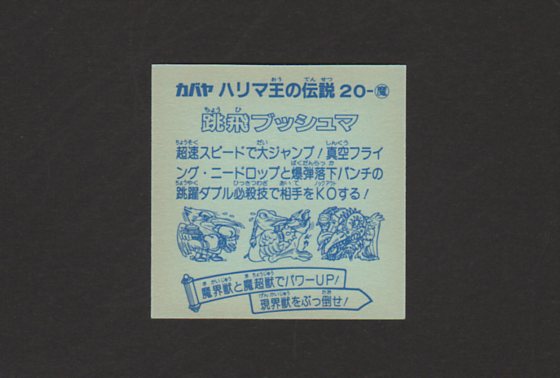 カバヤ ハリマ王の伝説 20-魔
跳飛ブッシュマ
超速スピードで大ジャンプ!真空フライ
ング・ニードロップと爆弾落下パンチの
跳躍ダブル必殺技で相手をKOする!
魔界獣と魔超獣でパワーUP!
現界獣をぶっ倒せ!